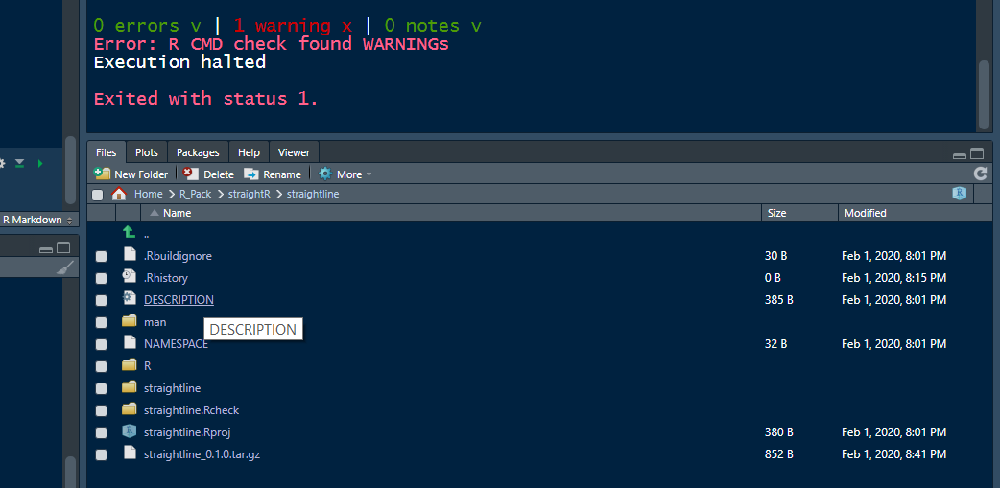 0 errors v | 1 warning x | 0 notes v
Error: R CMD check found WARNINGs
Execution halted
Exited with status 1.
Files Plots Packages Help Viewer
New Folder Delete Rename More
Home R_Pack straightR straightline R ...
R Markdown
Name Size Modified
..
.Rbuildignore 30 B Feb 1, 2020, 8:01 PM
.Rhistory 0 B Feb 1, 2020, 8:15 PM
DESCRIPTION 385 B Feb 1, 2020, 8:01 PM
man
DESCRIPTION
NAMESPACE 32 B Feb 1, 2020, 8:01 PM
R
straightline
straightline.Rcheck
R straightline.Rproj 380 B Feb 1, 2020, 8:01 PM
straightline_0.1.0.tar.gz 852 B Feb 1, 2020, 8:41 PM